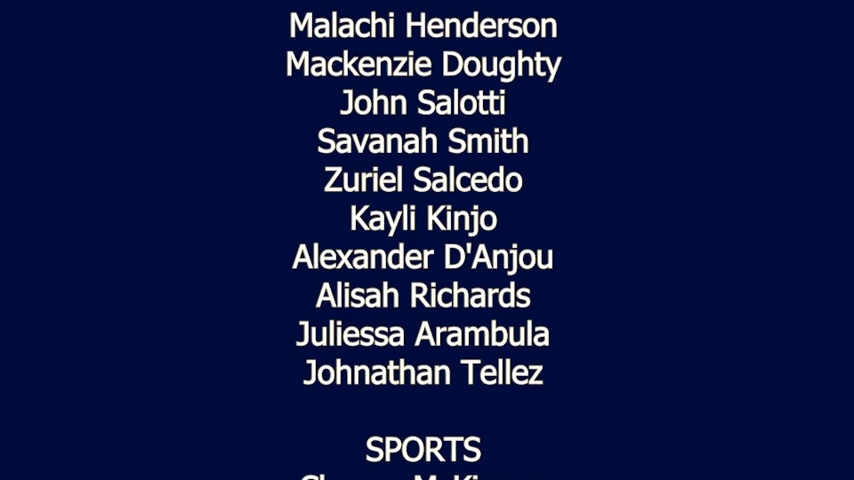 Malachi Henderson
Mackenzie Doughty
John Salotti
Savanah Smith
Zuriel Salcedo
Kayli Kinjo
Alexander D'Anjou
Alisah Richards
Juliessa Arambula
Johnathan Tellez
SPORTS